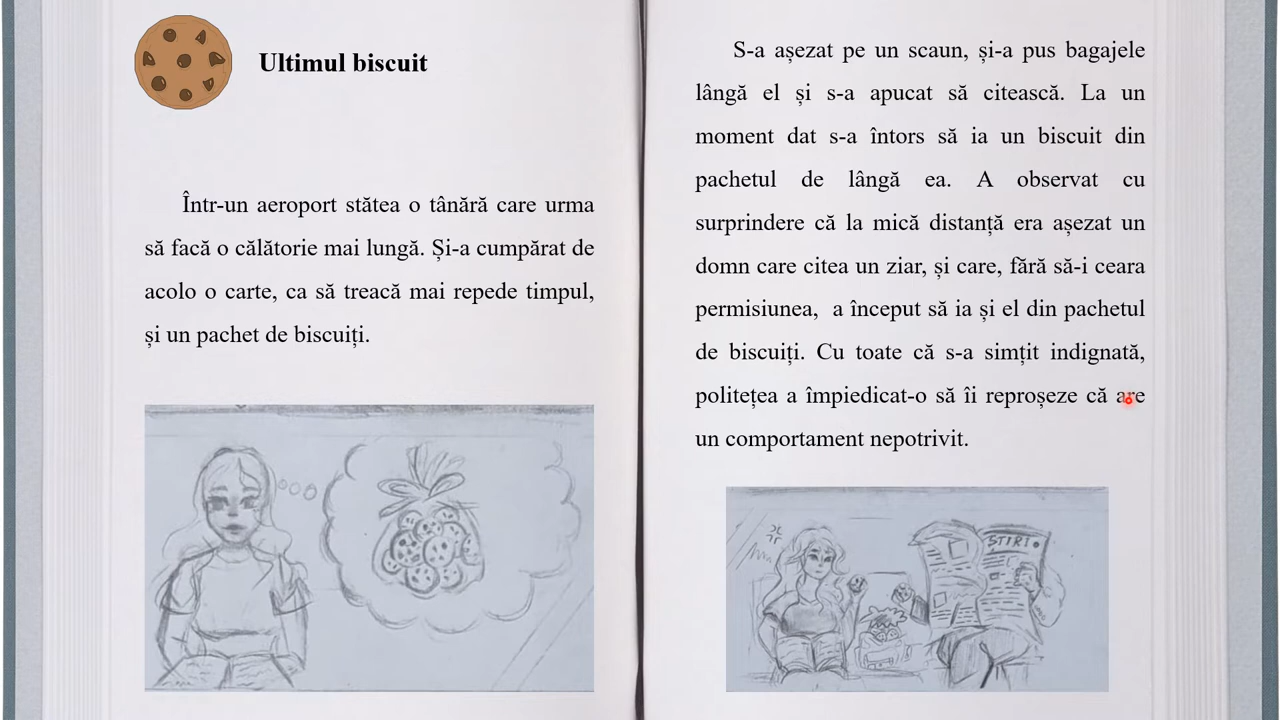 Ultimul biscuit
Într-un aeroport stătea o tânără care urma
să facă o călătorie mai lungă. Și-a cumpărat de
acolo o carte, ca să treacă mai repede timpul,
și un pachet de biscuiți.
S-a așezat pe un scaun, și-a pus bagajele
lângă el și s-a apucat să citească. La un
moment dat s-a întors să ia un biscuit din
pachetul de lângă ea. A observat cu
surprindere că la mică distanță era așezat un
domn care citea un ziar, și care, fără să-i ceara
permisiunea, a început să ia și el din pachetul
de biscuiți. Cu toate că s-a simțit indignată,
politețea a împiedicat-o să îi reproșeze că are
un comportament nepotrivit.
ȘTIRI